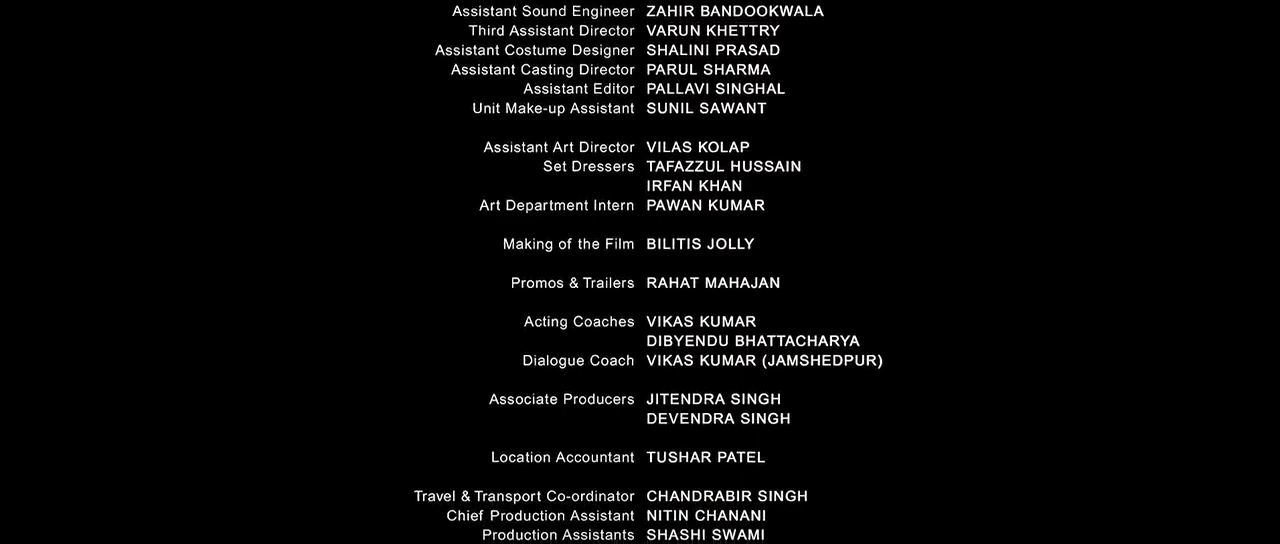 Assistant Sound Engineer ZAHIR BANDOOKWALA
Third Assistant Director VARUN KHETTRY
Assistant Costume Designer SHALINI PRASAD
Assistant Casting Director PARUL SHARMA
Assistant Editor PALLAVI SINGHAL
Unit Make-up Assistant SUNIL SAWANT
Assistant Art Director VILAS KOLAP
Set Dressers TAFAZZUL HUSSAIN
IRFAN KHAN
Art Department Intern PAWAN KUMAR
Making of the Film BILITIS JOLLY
Promos & Trailers RAHAT MAHAJAN
Acting Coaches VIKAS KUMAR
DIBYENDU BHATTACHARYA
Dialogue Coach VIKAS KUMAR (JAMSHEDPUR)
Associate Producers JITENDRA SINGH
DEVENDRA SINGH
Location Accountant TUSHAR PATEL
Travel & Transport Co-ordinator CHANDRABIR SINGH
Chief Production Assistant NITIN CHANANI
Production Assistants SHASHI SWAMI